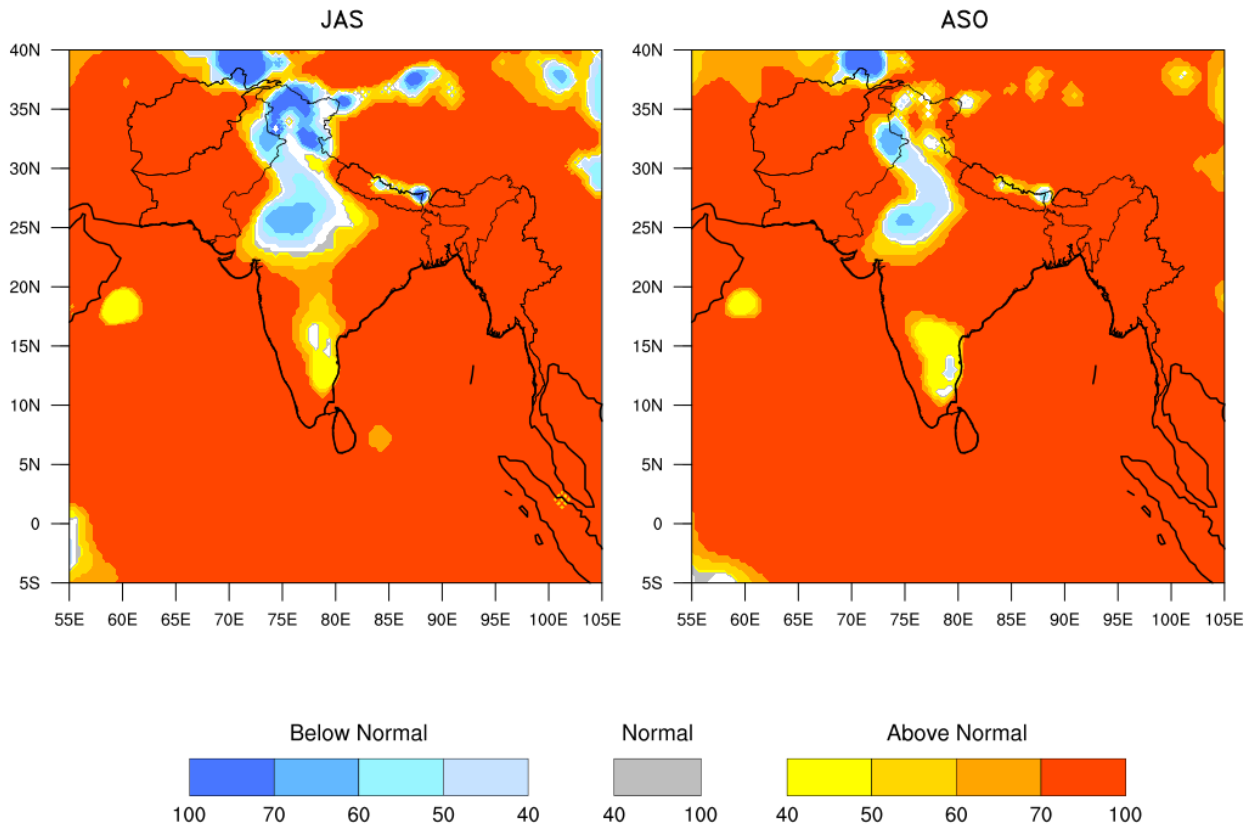 JAS ASO
40N 40N
35N 35N
30N 30N
25N 25N
20N 20N
15N 15N
10N 10N
5N 5N
0 0
5S 5S
55E 60E 65E 70E 75E 80E 85E 90E 95E 100E 105E 55E 60E 65E 70E 75E 80E 85E 90E 95E 100E 105E
Below Normal Normal Above Normal
100 70 60 50 40 40 100 40 50 60 70 100